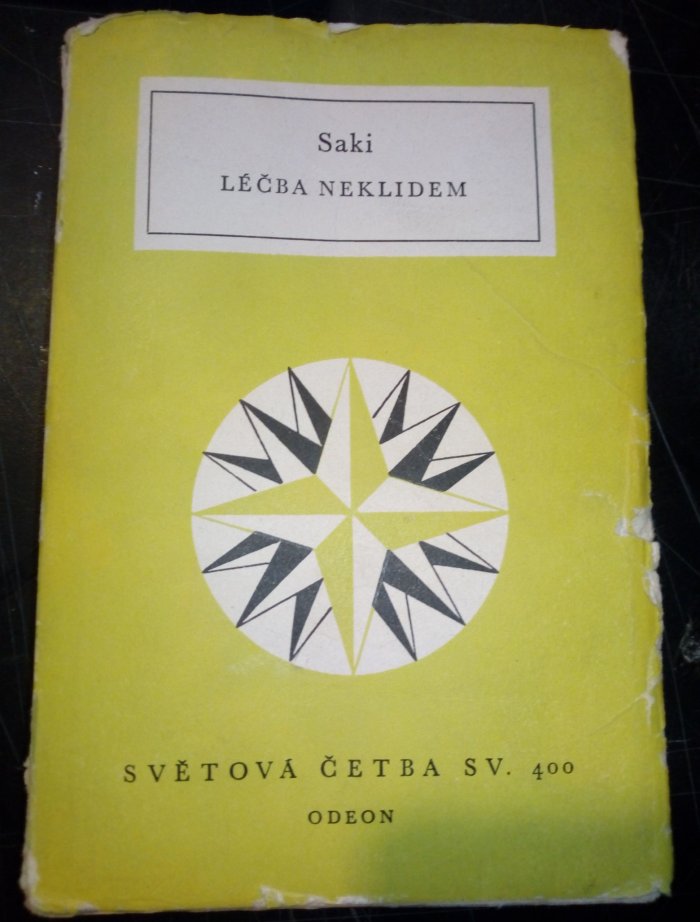 Saki
LÉČBA NEKLIDEM
SVĚTOVÁ ČETBA SV. 400
ODEON